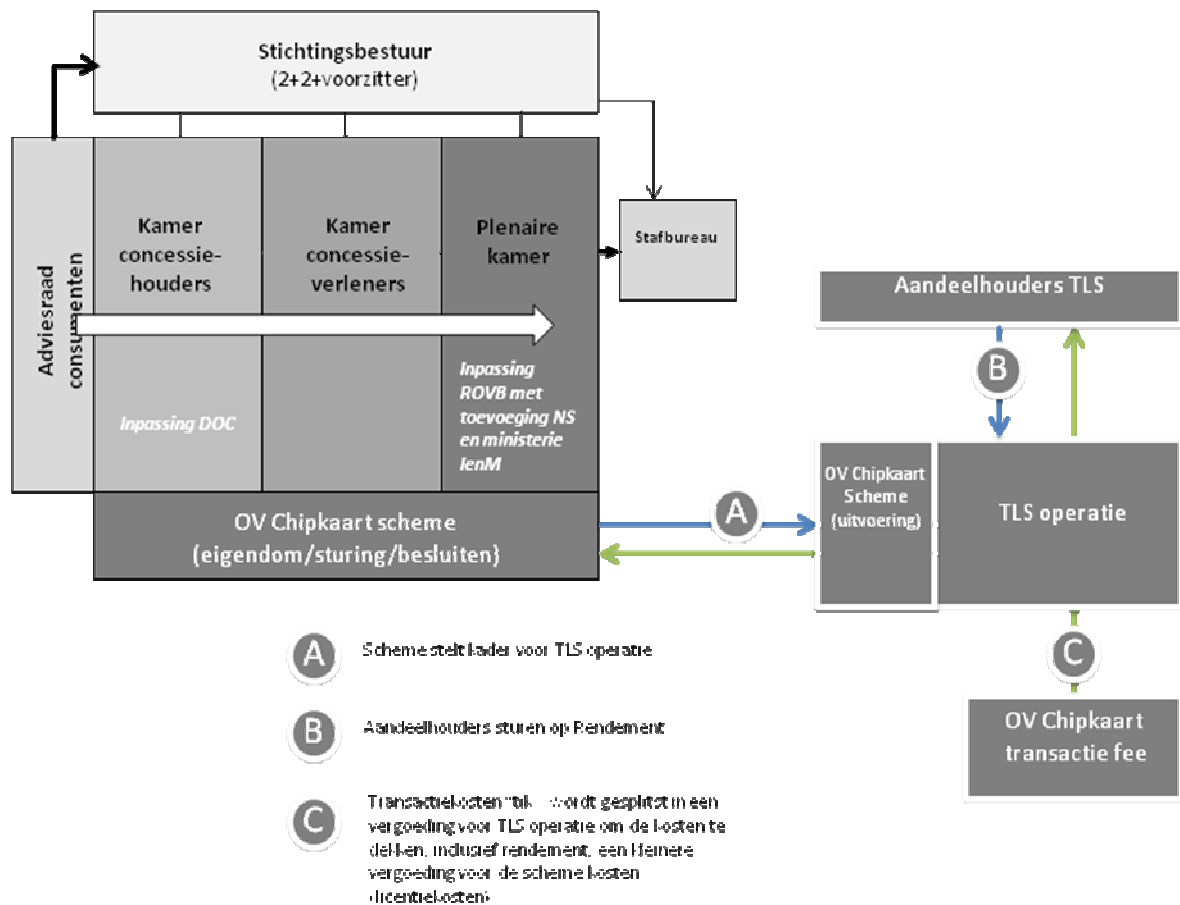 Stichtingsbestuur
(2+2+voorzitter)
Adviesraad
consumenten
Kamer
concessie-
houders
Kamer
concessie-
verleners
Plenaire
kamer
Stafbureau
Inpassing DOC
Inpassing
ROVB met
toevoeging NS
en ministerie
IenM
OV Chipkaart scheme
(eigendom/sturing/besluiten)
Aandeelhouders TLS
B
OV Chipkaart
Scheme
(uitvoering)
TLS operatie
A
C
OV Chipkaart
transactie fee
A
Scheme stelt kader voor TLS operatie
B
Aandeelhouders sturen op Rendement
C
Transactiekosten "tik" wordt gesplitst in een
vergoeding voor TLS operatie om de kosten te
dekken, inclusief rendement, een kleinere
vergoeding voor de scheme kosten
(licentiekosten)